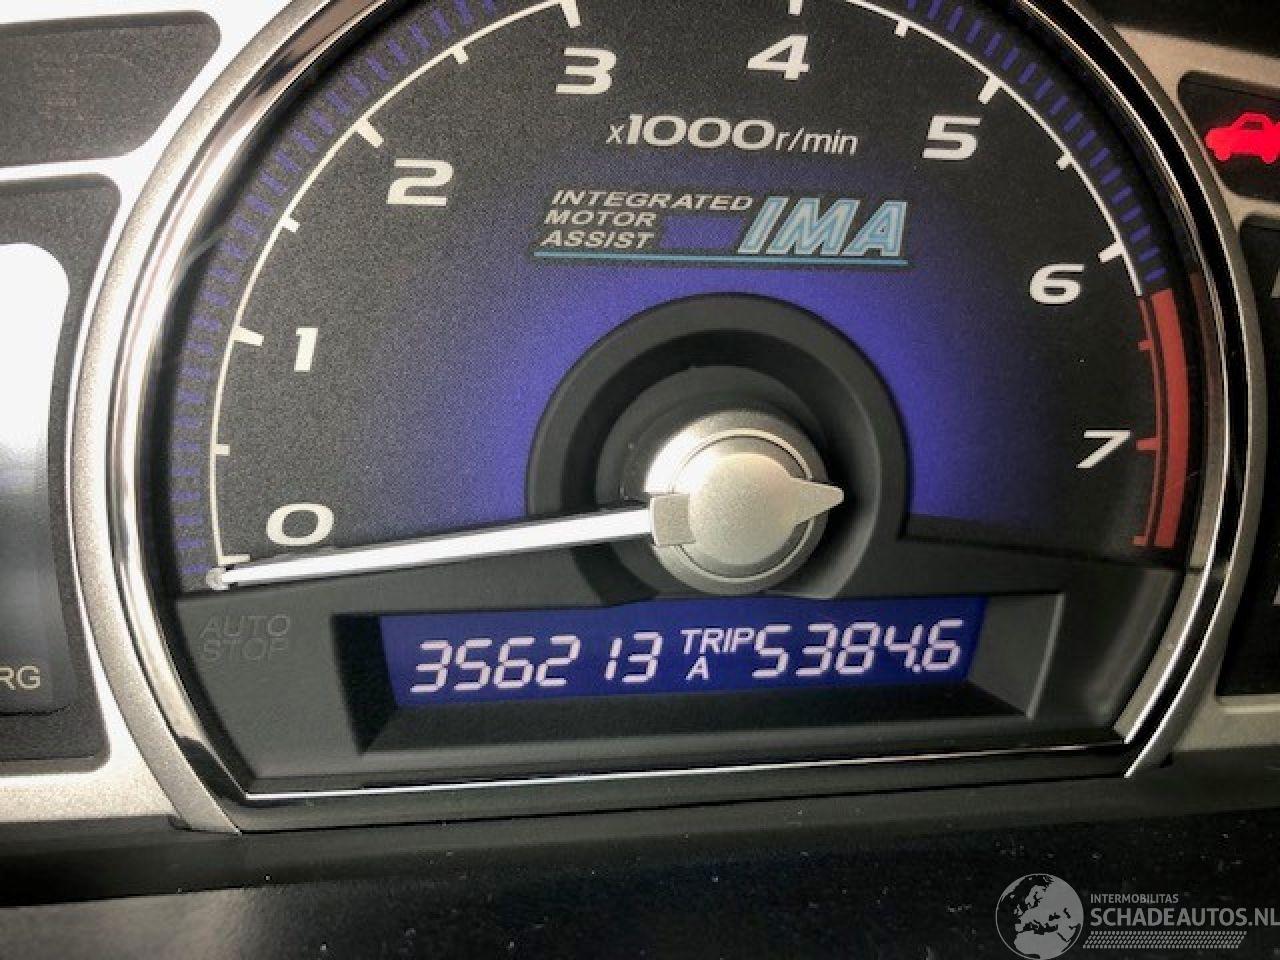 3
4
x1000r/min
5
2
INTEGRATED
MOTOR
ASSIST
IMA
6
1
7
0
AUTO
STOP
RG
356213 TRIP A 5384.6
INTERMOBILITAS
SCHADEAUTOS.NL